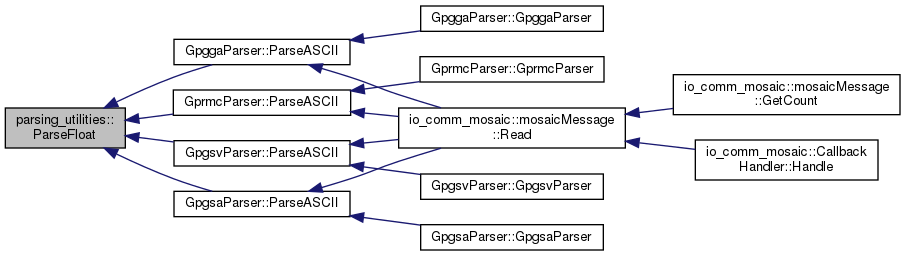 parsing_utilities::
ParseFloat
GpggaParser::ParseASCII
GpggaParser::GpggaParser
GprmcParser::ParseASCII
GprmcParser::GprmcParser
io_comm_mosaic::mosaicMessage
::Read
io_comm_mosaic::mosaicMessage
::GetCount
io_comm_mosaic::Callback
Handler::Handle
GpgsvParser::ParseASCII
GpgsvParser::GpgsvParser
GpgsaParser::ParseASCII
GpgsaParser::GpgsaParser